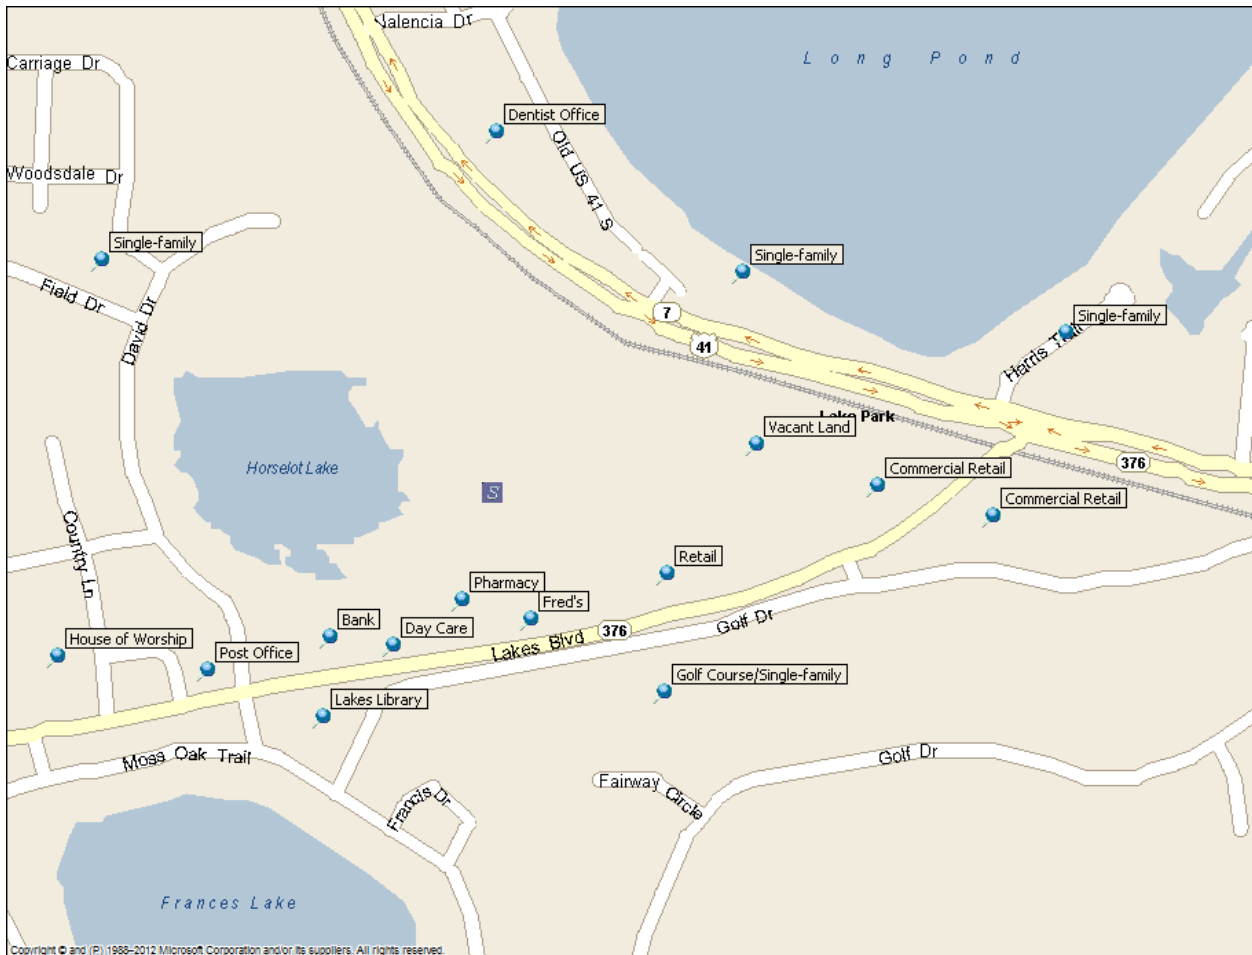 Valencia Dr
Carriage Dr
Long Pond
Dentist Office
Old US 41 S
Woodsdale Dr
Single-family
Single-family
Field Dr
David Dr
7
41
Single-family
Harris Trail
Lake Park
Vacant Land
Horselot Lake
Commercial Retail
376
S
Commercial Retail
Country Ln
Retail
Pharmacy
Fred's
Bank
Day Care
376
Lakes Blvd
Golf Dr
House of Worship
Post Office
Lakes Library
Golf Course/Single-family
Moss Oak Trail
Golf Dr
Fairway Circle
Francis Dr
Frances Lake
Copyright © and (P) 1988–2012 Microsoft Corporation and/or its suppliers. All rights reserved.